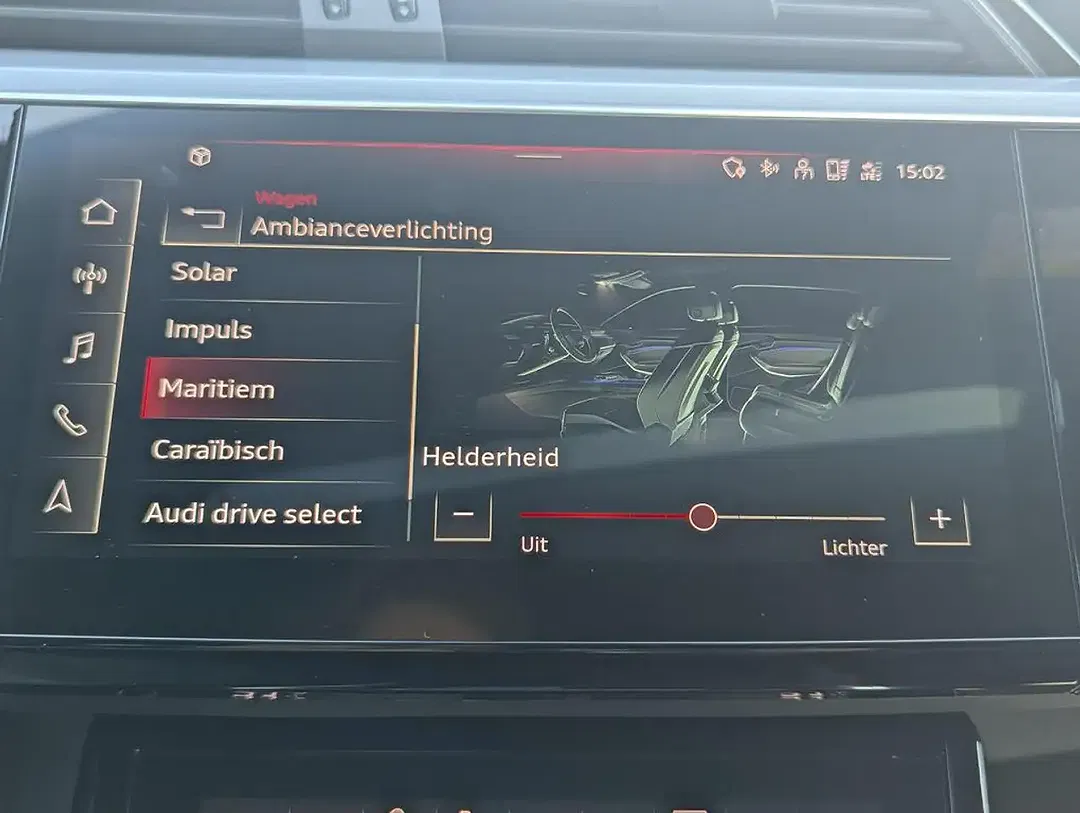 15:02
Wagen
Ambianceverlichting
Solar
Impuls
Maritiem
Caraïbisch
Audi drive select
Helderheid
Uit
Lichter